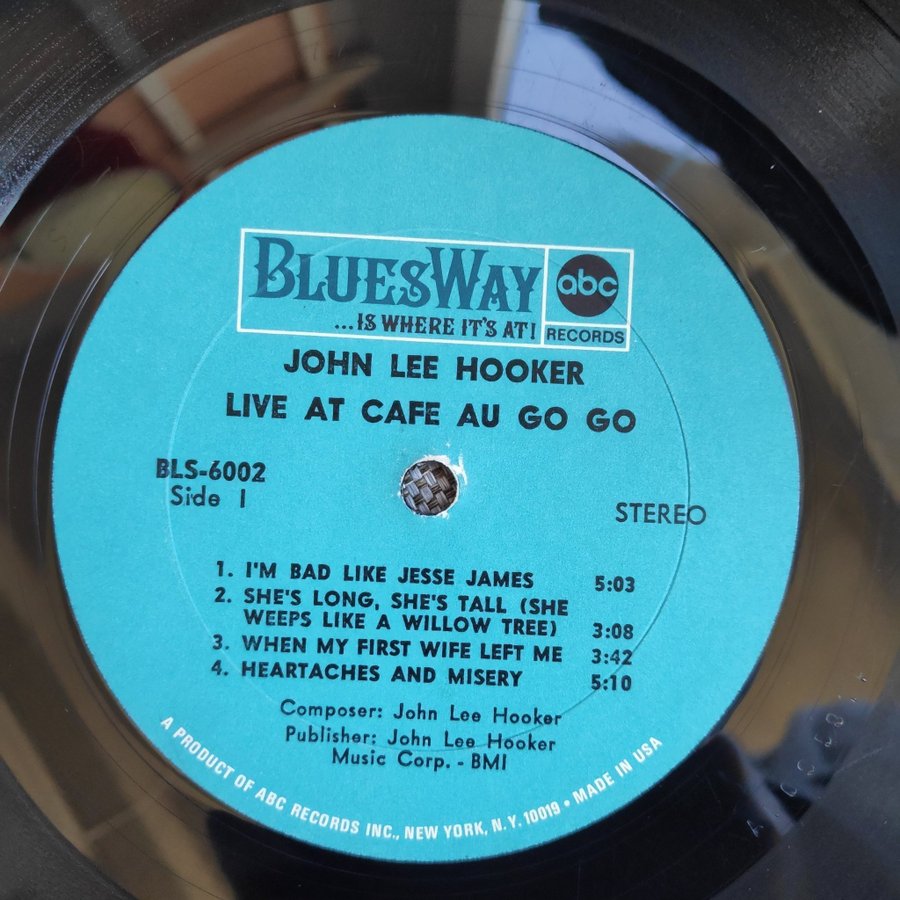 BLUESWAY
...IS WHERE IT'S AT!
abc
RECORDS
JOHN LEE HOOKER
LIVE AT CAFE AU GO GO
BLS-6002
Side 1
STEREO
1. I'M BAD LIKE JESSE JAMES 5:03
2. SHE'S LONG, SHE'S TALL (SHE
WEEPS LIKE A WILLOW TREE) 3:08
3. WHEN MY FIRST WIFE LEFT ME 3:42
4. HEARTACHES AND MISERY 5:10
Composer: John Lee Hooker
Publisher: John Lee Hooker
Music Corp. - BMI
A PRODUCT OF ABC RECORDS INC., NEW YORK, N.Y. 10019 • MADE IN USA